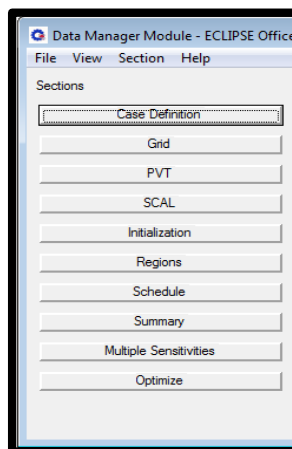 Data Manager Module - ECLIPSE Office
File View Section Help
Sections
Case Definition
Grid
PVT
SCAL
Initialization
Regions
Schedule
Summary
Multiple Sensitivities
Optimize